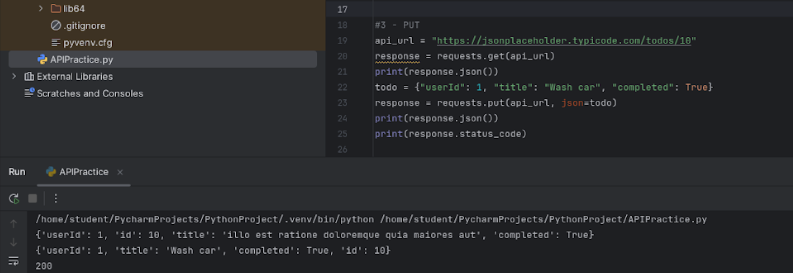 lib64
.gitignore
pyvenv.cfg
APIPractice.py
External Libraries
Scratches and Consoles
17
18 #3 - PUT
19 api_url = "https://jsonplaceholder.typicode.com/todos/10"
20 response = requests.get(api_url)
21 print(response.json())
22 todo = {"userId": 1, "title": "Wash car", "completed": True}
23 response = requests.put(api_url, json=todo)
24 print(response.json())
25 print(response.status_code)
26
Run APIPractice ×
/home/student/PycharmProjects/PythonProject/.venv/bin/python /home/student/PycharmProjects/PythonProject/APIPractice.py
{'userId': 1, 'id': 10, 'title': 'illo est ratione doloremque quia maiores aut', 'completed': True}
{'userId': 1, 'title': 'Wash car', 'completed': True, 'id': 10}
200